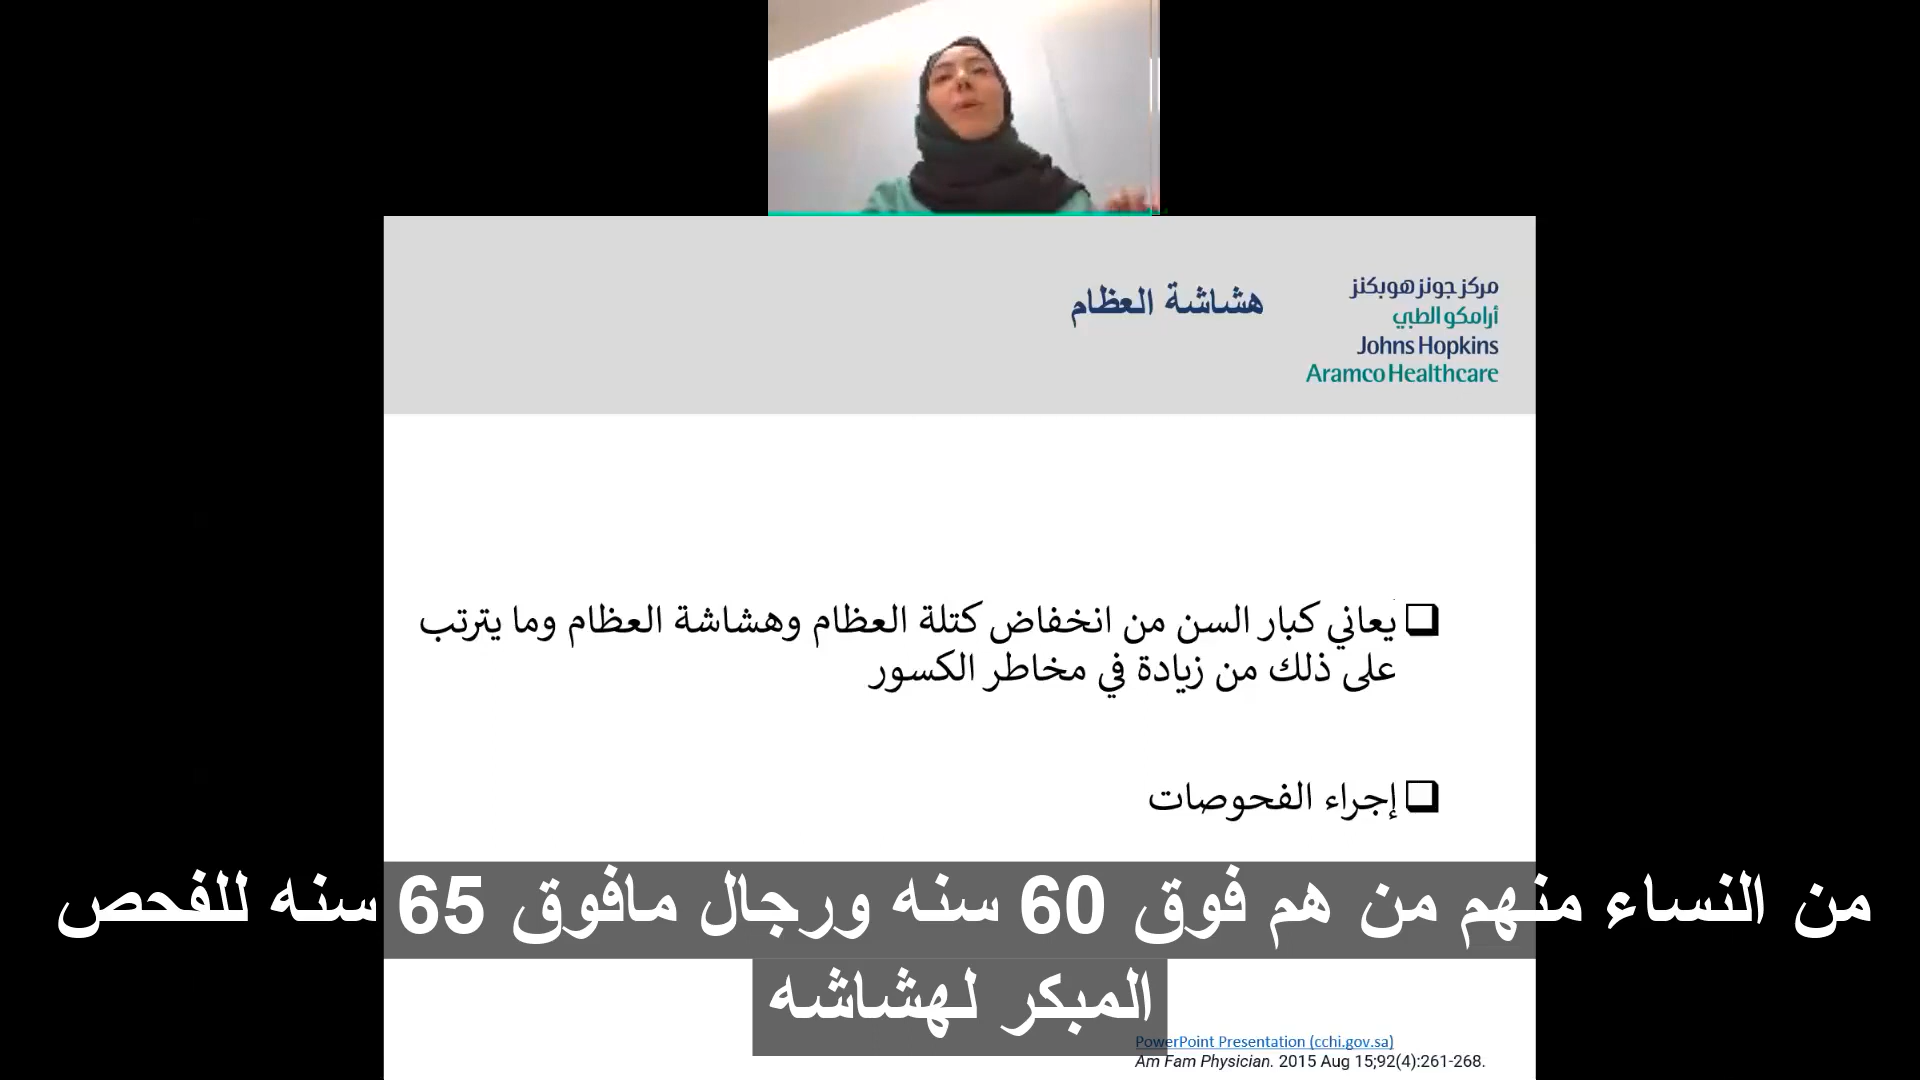 هشاشة العظام
مركز جونز هوبكنز
أرامكو الطبي
Johns Hopkins
Aramco Healthcare
يعاني كبار السن من انخفاض كتلة العظام وهشاشة العظام وما يترتب
على ذلك من زيادة في مخاطر الكسور
إجراء الفحوصات
من النساء منهم من هم فوق 60 سنه ورجال مافوق 65 سنه للفحص
المبكر لهشاشه
PowerPoint Presentation (cchi.gov.sa)
Am Fam Physician. 2015 Aug 15;92(4):261-268.